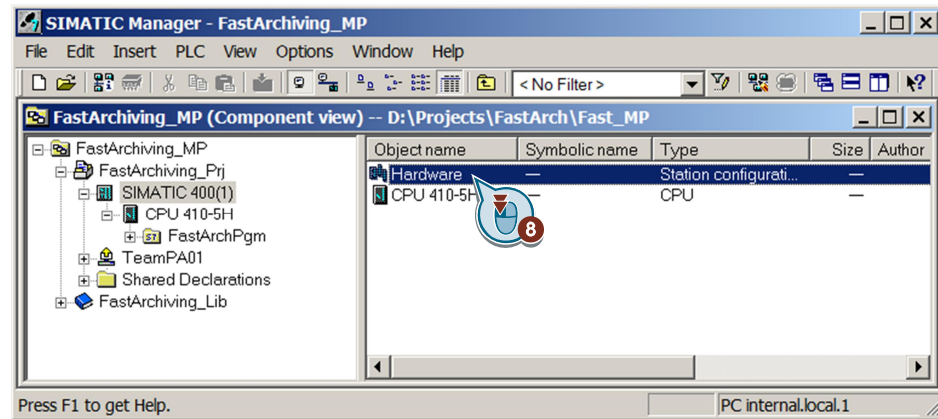 SIMATIC Manager - FastArchiving_MP
File Edit Insert PLC View Options Window Help
< No Filter >
FastArchiving_MP (Component view) -- D:\Projects\FastArch\Fast_MP
FastArchiving_MP
FastArchiving_Prj
SIMATIC 400(1)
CPU 410-5H
FastArchPgm
TeamPA01
Shared Declarations
FastArchiving_Lib
Object name Symbolic name Type Size Author
Hardware — Station configurati... —
CPU 410-5H — CPU —
8
Press F1 to get Help. PC internal.local.1